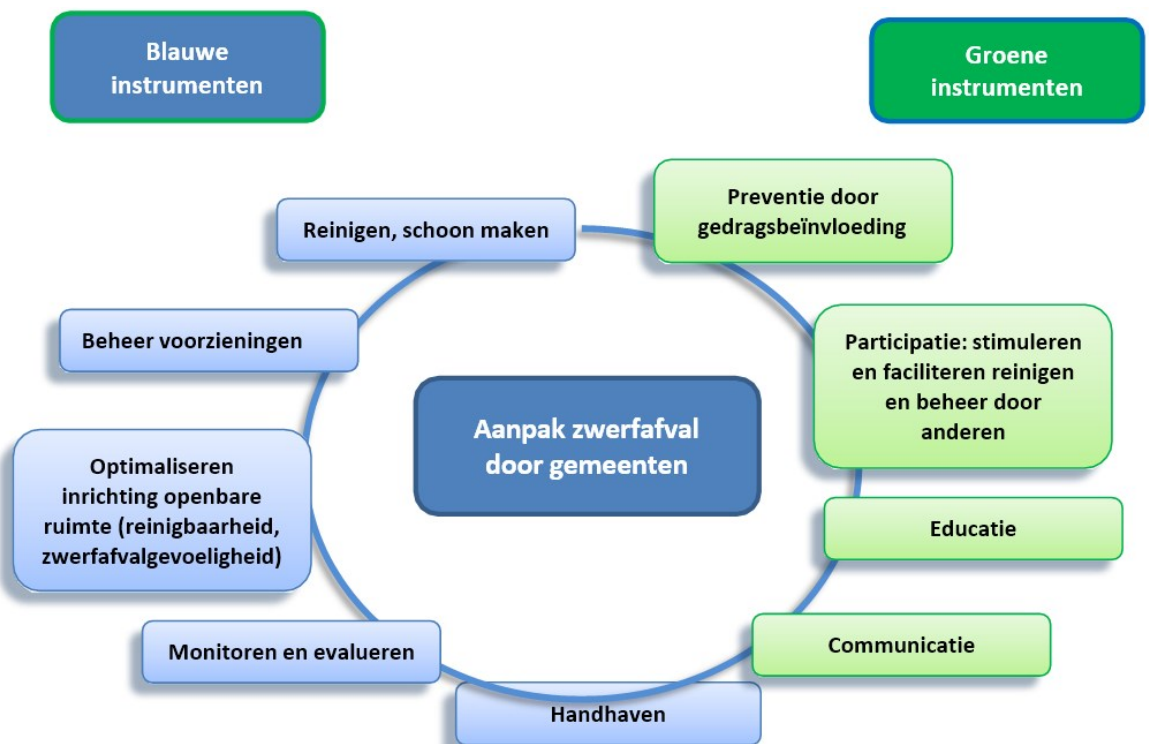 Blauwe
instrumenten
Groene
instrumenten
Preventie door
gedragsbeïnvloeding
Reinigen, schoon maken
Beheer voorzieningen
Participatie: stimuleren
en faciliteren reinigen
en beheer door
anderen
Aanpak zwerfafval
door gemeenten
Optimaliseren
inrichting openbare
ruimte (reinigbaarheid,
zwerfafvalgevoeligheid)
Educatie
Communicatie
Monitoren en evalueren
Handhaven